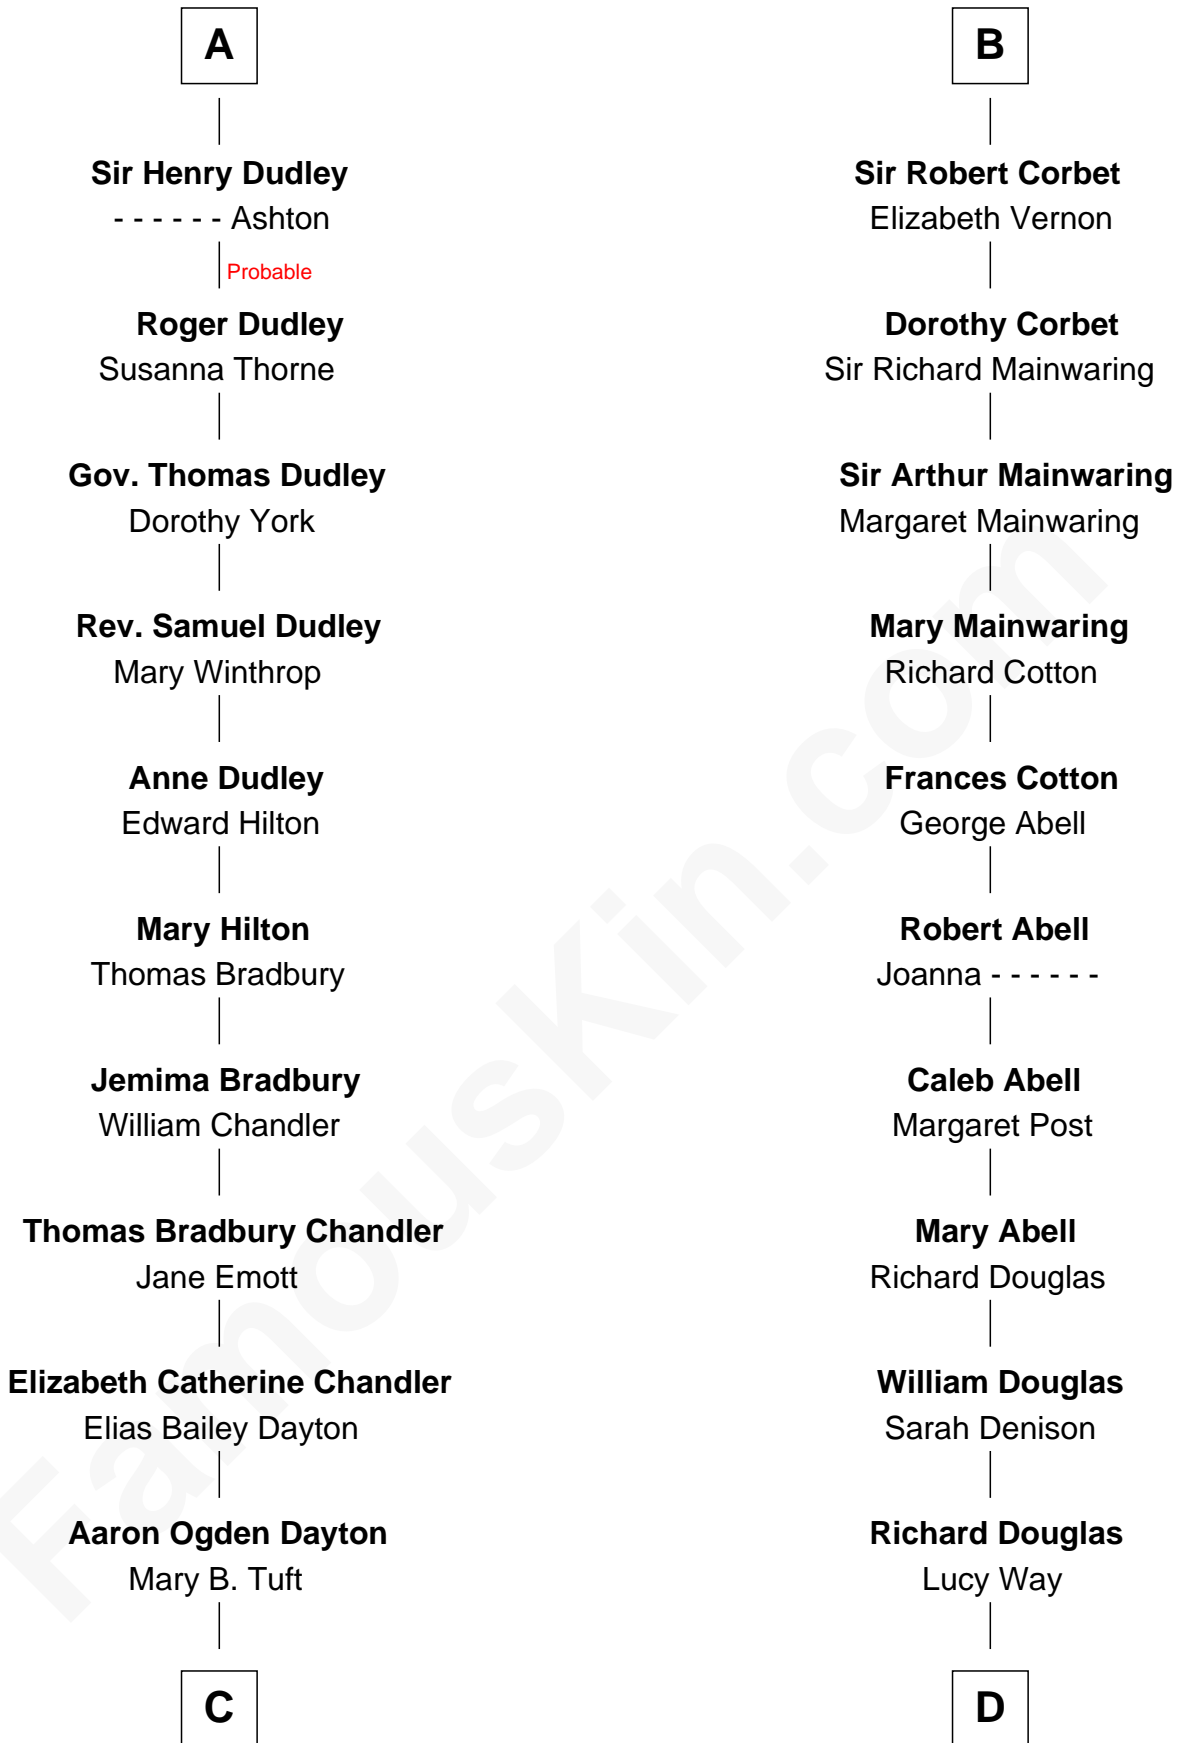 A
Sir Henry Dudley
- - - - - - Ashton
Probable
Roger Dudley
Susanna Thorne
Gov. Thomas Dudley
Dorothy York
Rev. Samuel Dudley
Mary Winthrop
Anne Dudley
Edward Hilton
Mary Hilton
Thomas Bradbury
Jemima Bradbury
William Chandler
Thomas Bradbury Chandler
Jane Emott
Elizabeth Catherine Chandler
Elias Bailey Dayton
Aaron Ogden Dayton
Mary B. Tuft
C
B
Sir Robert Corbet
Elizabeth Vernon
Dorothy Corbet
Sir Richard Mainwaring
Sir Arthur Mainwaring
Margaret Mainwaring
Mary Mainwaring
Richard Cotton
Frances Cotton
George Abell
Robert Abell
Joanna - - - - - -
Caleb Abell
Margaret Post
Mary Abell
Richard Douglas
William Douglas
Sarah Denison
Richard Douglas
Lucy Way
D
FamousKin.com